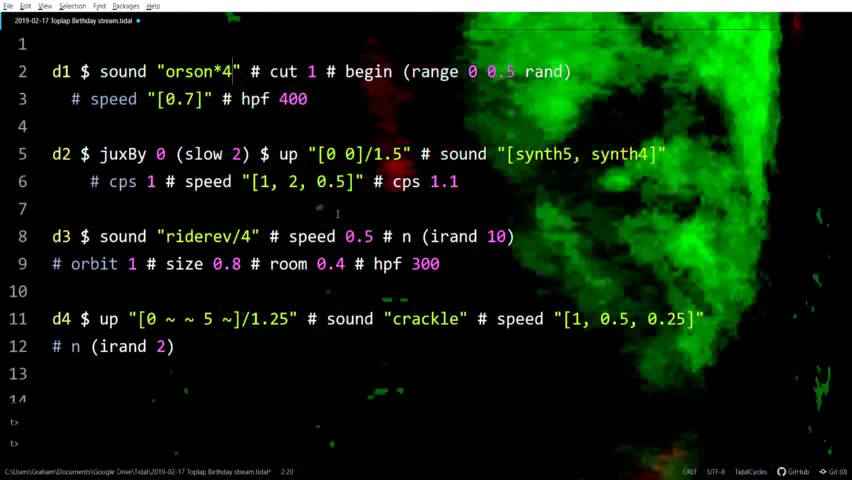 File Edit View Selection Find Packages Help
2019-02-17 Toplap Birthday stream.tidal
1
2 d1 $ sound "orson*4" # cut 1 # begin (range 0 0.5 rand)
3 # speed "[0.7]" # hpf 400
4
5 d2 $ juxBy 0 (slow 2) $ up "[0 0]/1.5" # sound "[synth5, synth4]"
6 # cps 1 # speed "[1, 2, 0.5]" # cps 1.1
7
8 d3 $ sound "riderev/4" # speed 0.5 # n (irand 10)
9 # orbit 1 # size 0.8 # room 0.4 # hpf 300
10
11 d4 $ up "[0 ~ ~ 5 ~]/1.25" # sound "crackle" # speed "[1, 0.5, 0.25]"
12 # n (irand 2)
13
14
t>
t>
C:\Users\Graham\Documents\Google Drive\Tidal\2019-02-17 Toplap Birthday stream.tidal* 2:20 CRLF UTF-8 TidalCycles GitHub Git (0)